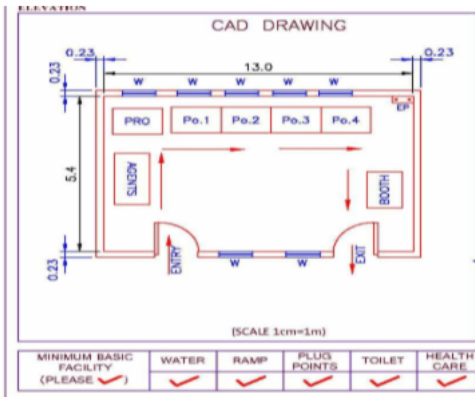 ELEVATION
CAD DRAWING
0.23 13.0 0.23
0.23
W W W W W
EP
PRO Po.1 Po.2 Po.3 Po.4
5.4
AGENTS
BOOTH
0.23
ENTRY
W W
EXIT
(SCALE 1cm=1m)
MINIMUM BASIC
FACILITY
(PLEASE ✓)
WATER RAMP PLUG
POINTS TOILET HEALTH
CARE
✓ ✓ ✓ ✓ ✓